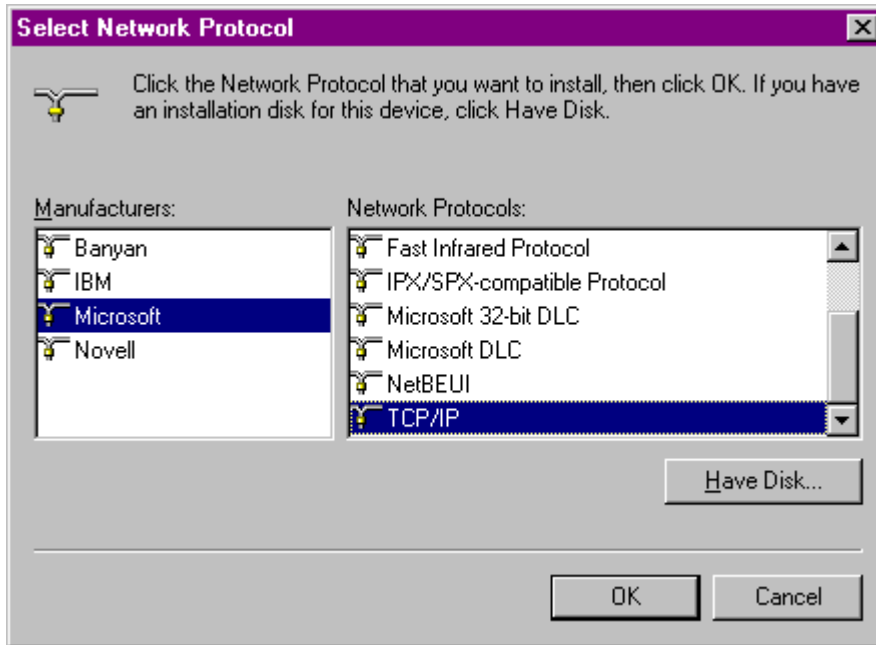 Select Network Protocol
Click the Network Protocol that you want to install, then click OK. If you have
an installation disk for this device, click Have Disk.
Manufacturers:
Banyan
IBM
Microsoft
Novell
Network Protocols:
Fast Infrared Protocol
IPX/SPX-compatible Protocol
Microsoft 32-bit DLC
Microsoft DLC
NetBEUI
TCP/IP
Have Disk...
OK
Cancel